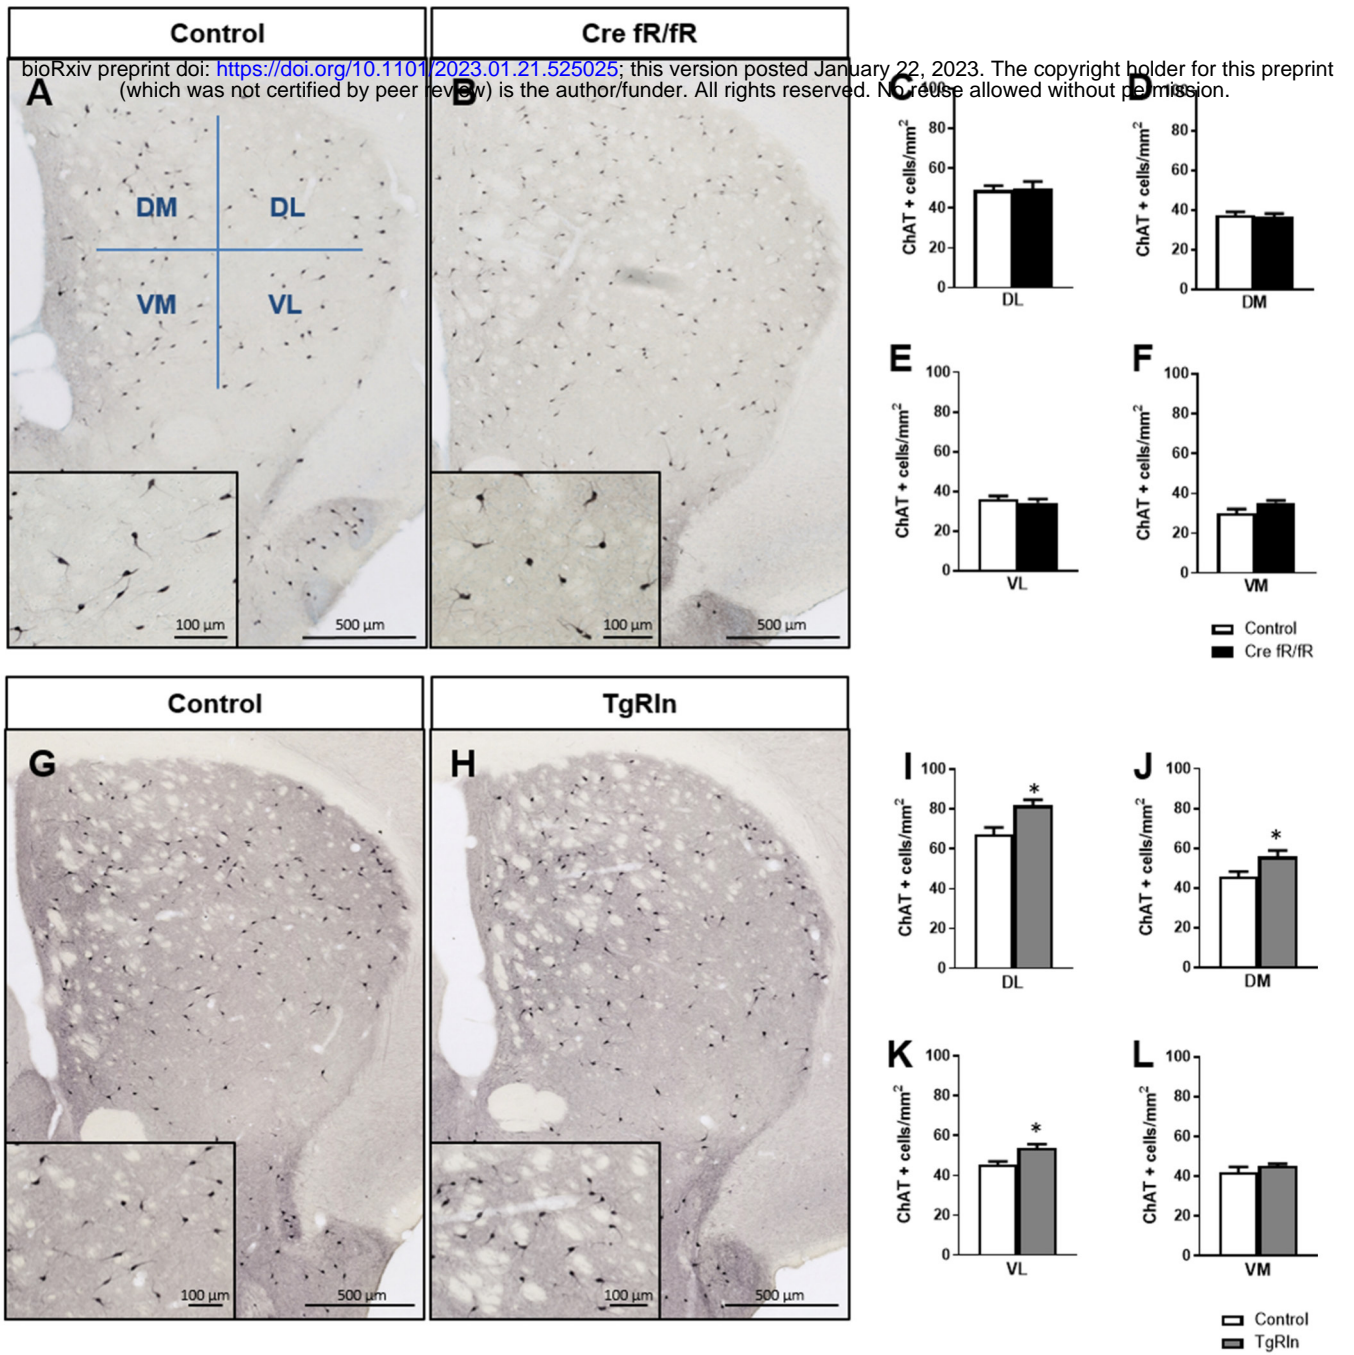 Control
Cre fR/fR
bioRxiv preprint doi: https://doi.org/10.1101/2023.01.21.525025; this version posted January 22, 2023. The copyright holder for this preprint
(which was not certified by peer review) is the author/funder. All rights reserved. No reuse allowed without permission.
A
B
DM
DL
VM
VL
100 µm
500 µm
100 µm
500 µm
C
ChAT + cells/mm²
100
80
60
40
20
0
DL
D
ChAT + cells/mm²
100
80
60
40
20
0
DM
E
ChAT + cells/mm²
100
80
60
40
20
0
VL
F
ChAT + cells/mm²
100
80
60
40
20
0
VM
Control
Cre fR/fR
Control
TgRln
G
H
100 µm
500 µm
100 µm
500 µm
I
ChAT + cells/mm²
100
80
60
40
20
0
*
DL
J
ChAT + cells/mm²
100
80
60
40
20
0
*
DM
K
ChAT + cells/mm²
100
80
60
40
20
0
*
VL
L
ChAT + cells/mm²
100
80
60
40
20
0
VM
Control
TgRln